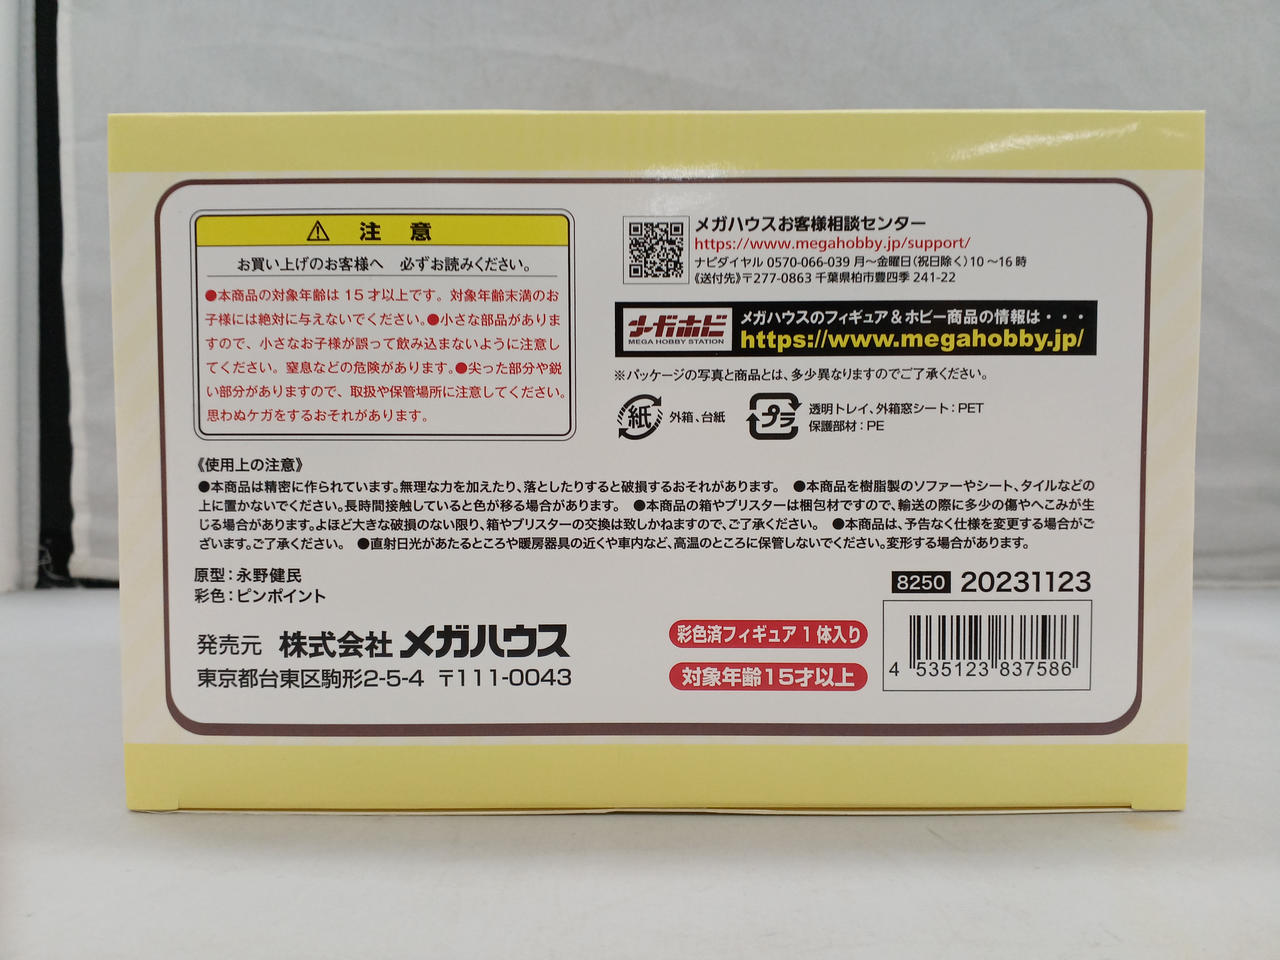 注 意
お買い上げのお客様へ 必ずお読みください。
●本商品の対象年齢は 15 才以上です。対象年齢未満のお
子様には絶対に与えないでください。●小さな部品がありま
すので、小さなお子様が誤って飲み込まないように注意し
てください。窒息などの危険があります。●尖った部分や鋭
い部分がありますので、取扱や保管場所に注意してください。
思わぬケガをするおそれがあります。
メガハウスお客様相談センター
https://www.megahobby.jp/support/
ナビダイヤル 0570-066-039 月〜金曜日(祝日除く)10 〜16 時
《送付先》〒277-0863 千葉県柏市豊四季 241-22
メガホビ
MEGA HOBBY STATION
メガハウスのフィギュア&ホビー商品の情報は・・・
https://www.megahobby.jp/
※パッケージの写真と商品とは、多少異なりますのでご了承ください。
紙
外箱、台紙
プラ
透明トレイ、外箱窓シート:PET
保護部材:PE
《使用上の注意》
●本商品は精密に作られています。無理な力を加えたり、落としたりすると破損するおそれがあります。 ●本商品を樹脂製のソファーやシート、タイルなどの
上に置かないでください。長時間接触していると色が移る場合があります。 ●本商品の箱やブリスターは梱包材ですので、輸送の際に多少の傷やへこみが生
じる場合があります。よほど大きな破損のない限り、箱やブリスターの交換は致しかねますので、ご了承ください。 ●本商品は、予告なく仕様を変更する場合がご
ざいます。ご了承ください。 ●直射日光があたるところや暖房器具の近くや車内など、高温のところに保管しないでください。変形する場合があります。
原型:永野健民
彩色:ピンポイント
発売元 株式会社 メガハウス
東京都台東区駒形2-5-4 〒111-0043
彩色済フィギュア 1 体入り
対象年齢15才以上
8250 20231123
4 535123 837586